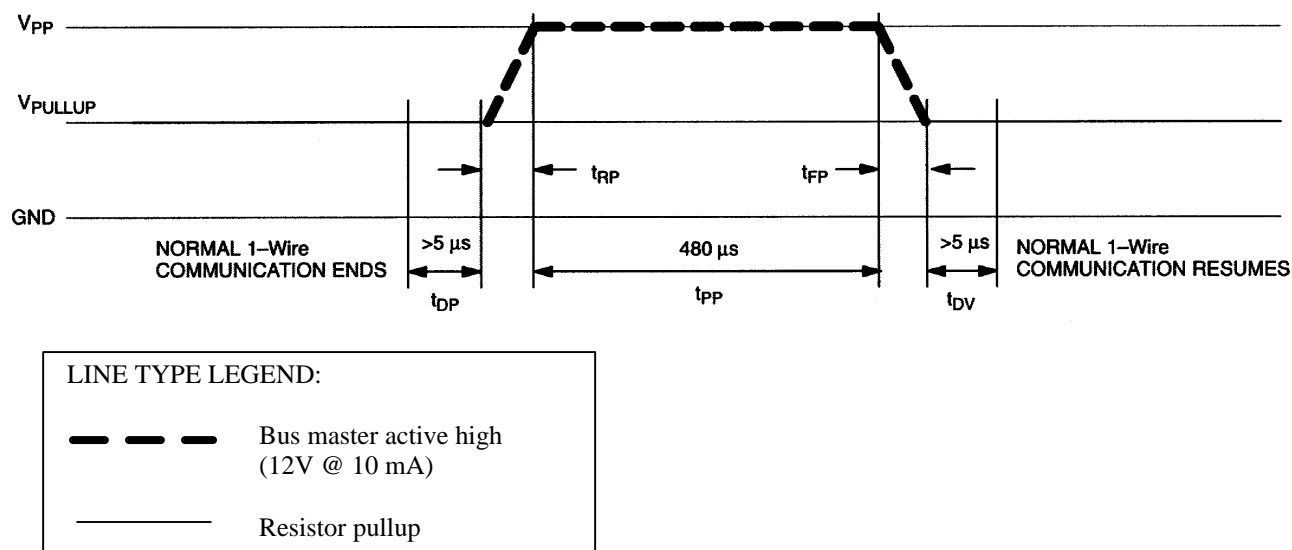 VPP
VPULLUP
tRP
tFP
GND
NORMAL 1–Wire
COMMUNICATION ENDS
>5 µs
tDP
480 µs
tPP
>5 µs
tDV
NORMAL 1–Wire
COMMUNICATION RESUMES
LINE TYPE LEGEND:
Bus master active high
(12V @ 10 mA)
Resistor pullup